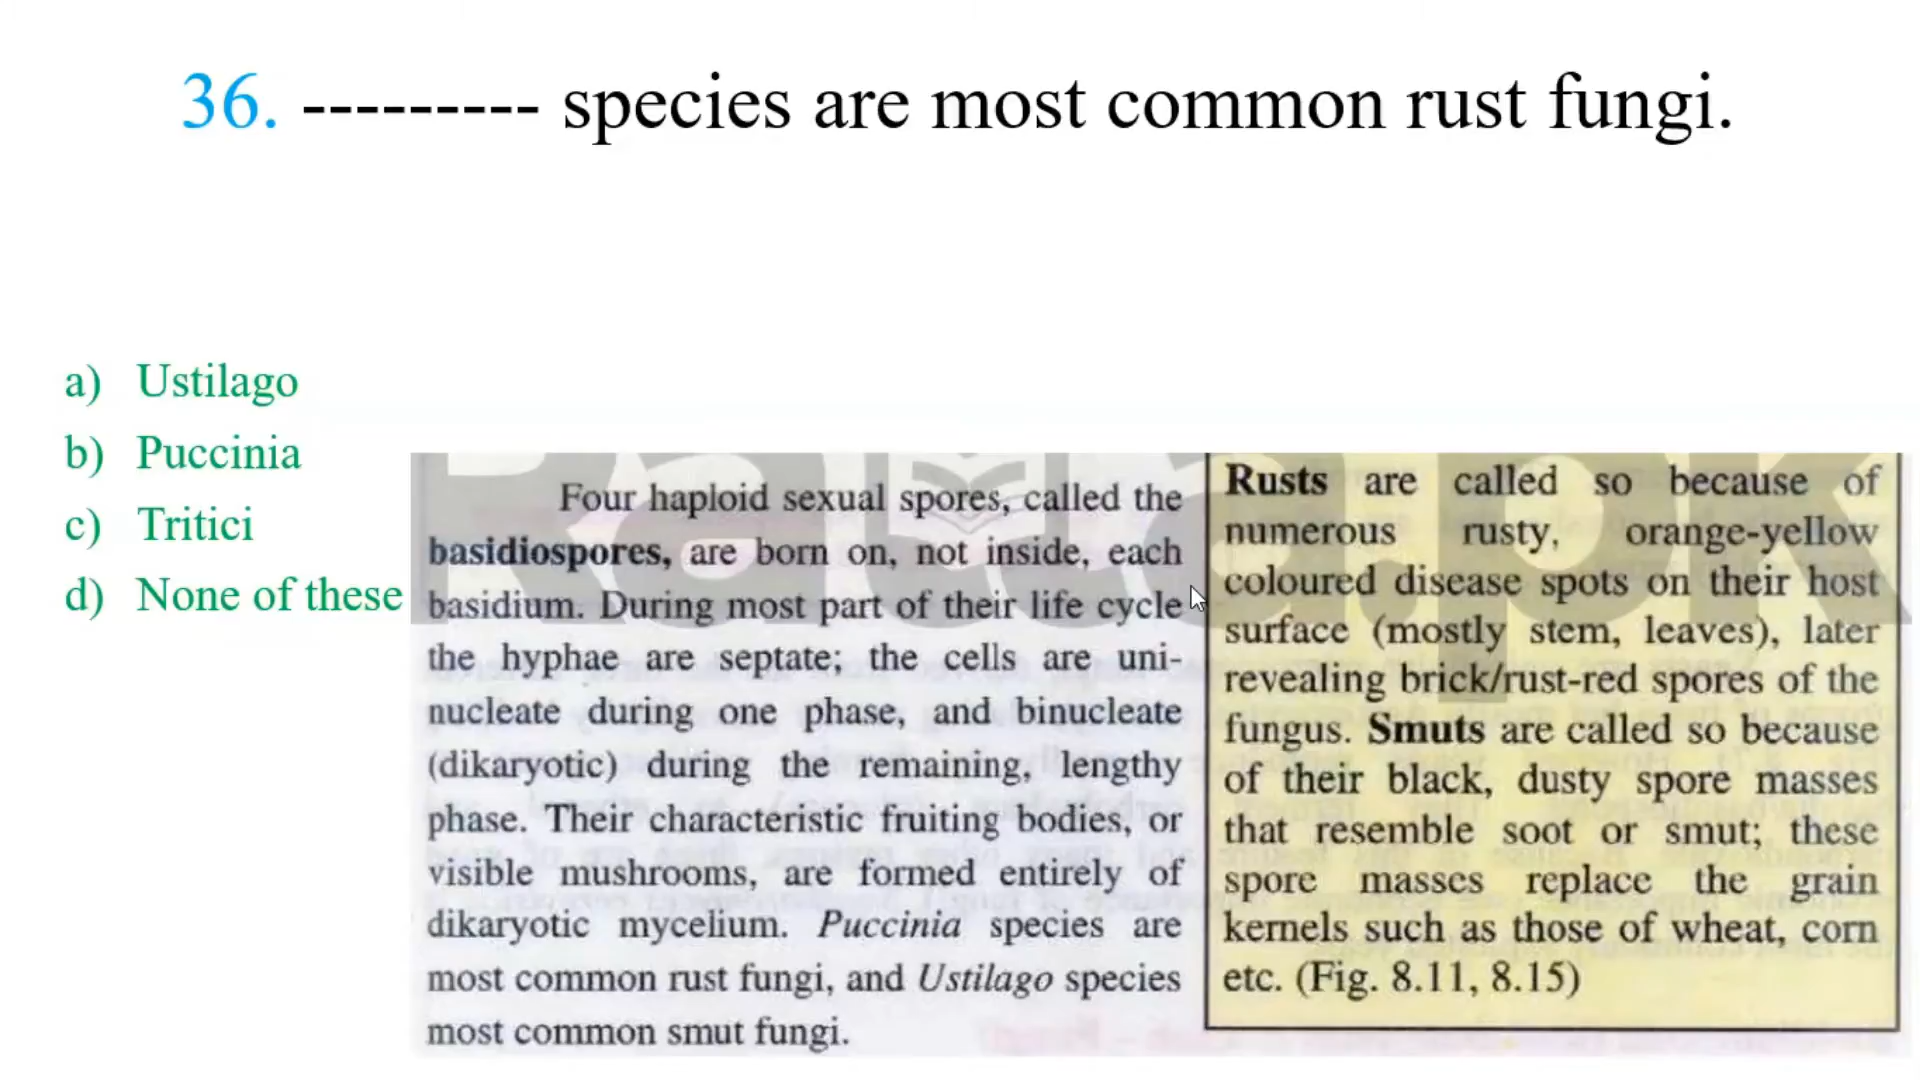 36. --------- species are most common rust fungi.
a) Ustilago
b) Puccinia
c) Tritici
d) None of these
Four haploid sexual spores, called the
basidiospores, are born on, not inside, each
basidium. During most part of their life cycle
the hyphae are septate; the cells are uni-
nucleate during one phase, and binucleate
(dikaryotic) during the remaining, lengthy
phase. Their characteristic fruiting bodies, or
visible mushrooms, are formed entirely of
dikaryotic mycelium. Puccinia species are
most common rust fungi, and Ustilago species
most common smut fungi.
Rusts are called so because of
numerous rusty, orange-yellow
coloured disease spots on their host
surface (mostly stem, leaves), later
revealing brick/rust-red spores of the
fungus. Smuts are called so because
of their black, dusty spore masses
that resemble soot or smut; these
spore masses replace the grain
kernels such as those of wheat, corn
etc. (Fig. 8.11, 8.15)